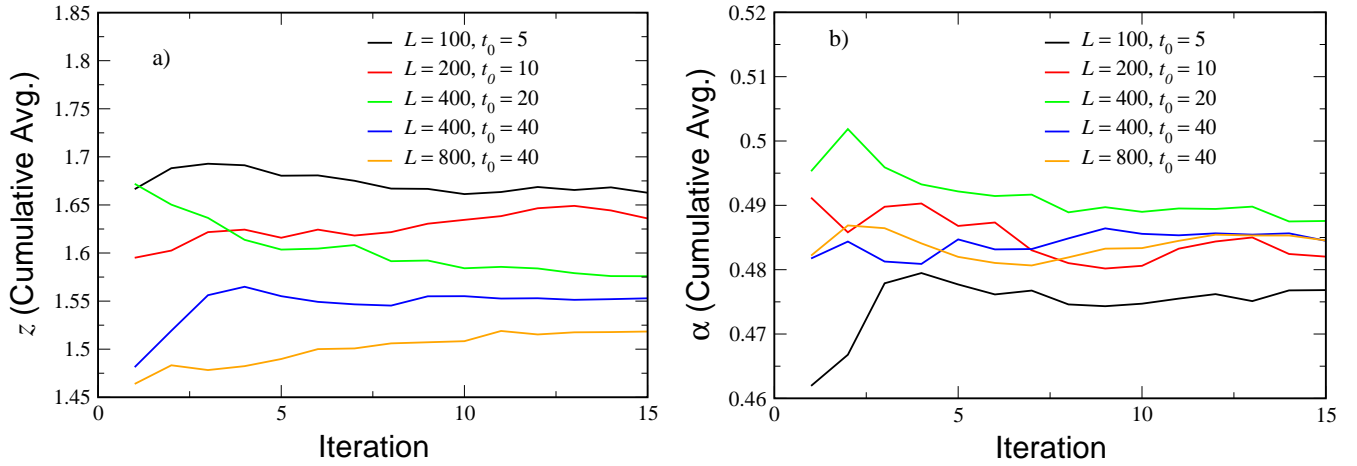 1.85
1.8
1.75
1.7
1.65
1.6
1.55
1.5
1.45
z (Cumulative Avg.)
a)
L = 100, t0 = 5
L = 200, t0 = 10
L = 400, t0 = 20
L = 400, t0 = 40
L = 800, t0 = 40
0
5
10
15
Iteration
0.52
0.51
0.5
0.49
0.48
0.47
0.46
α (Cumulative Avg.)
b)
L = 100, t0 = 5
L = 200, t0 = 10
L = 400, t0 = 20
L = 400, t0 = 40
L = 800, t0 = 40
0
5
10
15
Iteration